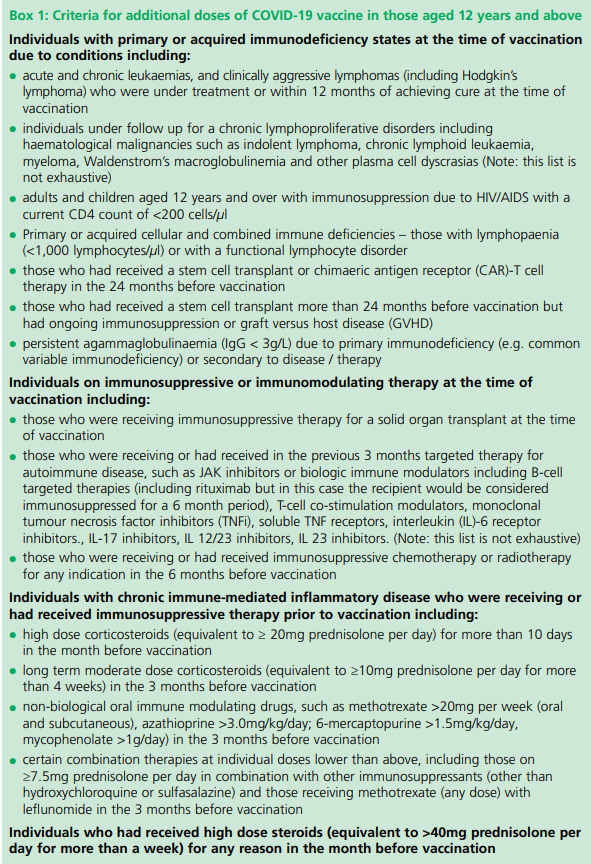 Box 1: Criteria for additional doses of COVID-19 vaccine in those aged 12 years and above
Individuals with primary or acquired immunodeficiency states at the time of vaccination
due to conditions including:
● acute and chronic leukaemias, and clinically aggressive lymphomas (including Hodgkin's
lymphoma) who were under treatment or within 12 months of achieving cure at the time of
vaccination
● individuals under follow up for a chronic lymphoproliferative disorders including
haematological malignancies such as indolent lymphoma, chronic lymphoid leukaemia,
myeloma, Waldenstrom's macroglobulinemia and other plasma cell dyscrasias (Note: this list is
not exhaustive)
● adults and children aged 12 years and over with immunosuppression due to HIV/AIDS with a
current CD4 count of <200 cells/µl
● Primary or acquired cellular and combined immune deficiencies – those with lymphopaenia
(<1,000 lymphocytes/µl) or with a functional lymphocyte disorder
● those who had received a stem cell transplant or chimaeric antigen receptor (CAR)-T cell
therapy in the 24 months before vaccination
● those who had received a stem cell transplant more than 24 months before vaccination but
had ongoing immunosuppression or graft versus host disease (GVHD)
● persistent agammaglobulinaemia (IgG < 3g/L) due to primary immunodeficiency (e.g. common
variable immunodeficiency) or secondary to disease / therapy
Individuals on immunosuppressive or immunomodulating therapy at the time of
vaccination including:
● those who were receiving immunosuppressive therapy for a solid organ transplant at the time
of vaccination
● those who were receiving or had received in the previous 3 months targeted therapy for
autoimmune disease, such as JAK inhibitors or biologic immune modulators including B-cell
targeted therapies (including rituximab but in this case the recipient would be considered
immunosuppressed for a 6 month period), T-cell co-stimulation modulators, monoclonal
tumour necrosis factor inhibitors (TNFi), soluble TNF receptors, interleukin (IL)-6 receptor
inhibitors., IL-17 inhibitors, IL 12/23 inhibitors, IL 23 inhibitors. (Note: this list is not exhaustive)
● those who were receiving or had received immunosuppressive chemotherapy or radiotherapy
for any indication in the 6 months before vaccination
Individuals with chronic immune-mediated inflammatory disease who were receiving or
had received immunosuppressive therapy prior to vaccination including:
● high dose corticosteroids (equivalent to ≥ 20mg prednisolone per day) for more than 10 days
in the month before vaccination
● long term moderate dose corticosteroids (equivalent to ≥10mg prednisolone per day for more
than 4 weeks) in the 3 months before vaccination
● non-biological oral immune modulating drugs, such as methotrexate >20mg per week (oral
and subcutaneous), azathioprine >3.0mg/kg/day; 6-mercaptopurine >1.5mg/kg/day,
mycophenolate >1g/day) in the 3 months before vaccination
● certain combination therapies at individual doses lower than above, including those on
≥7.5mg prednisolone per day in combination with other immunosuppressants (other than
hydroxychloroquine or sulfasalazine) and those receiving methotrexate (any dose) with
leflunomide in the 3 months before vaccination
Individuals who had received high dose steroids (equivalent to >40mg prednisolone per
day for more than a week) for any reason in the month before vaccination